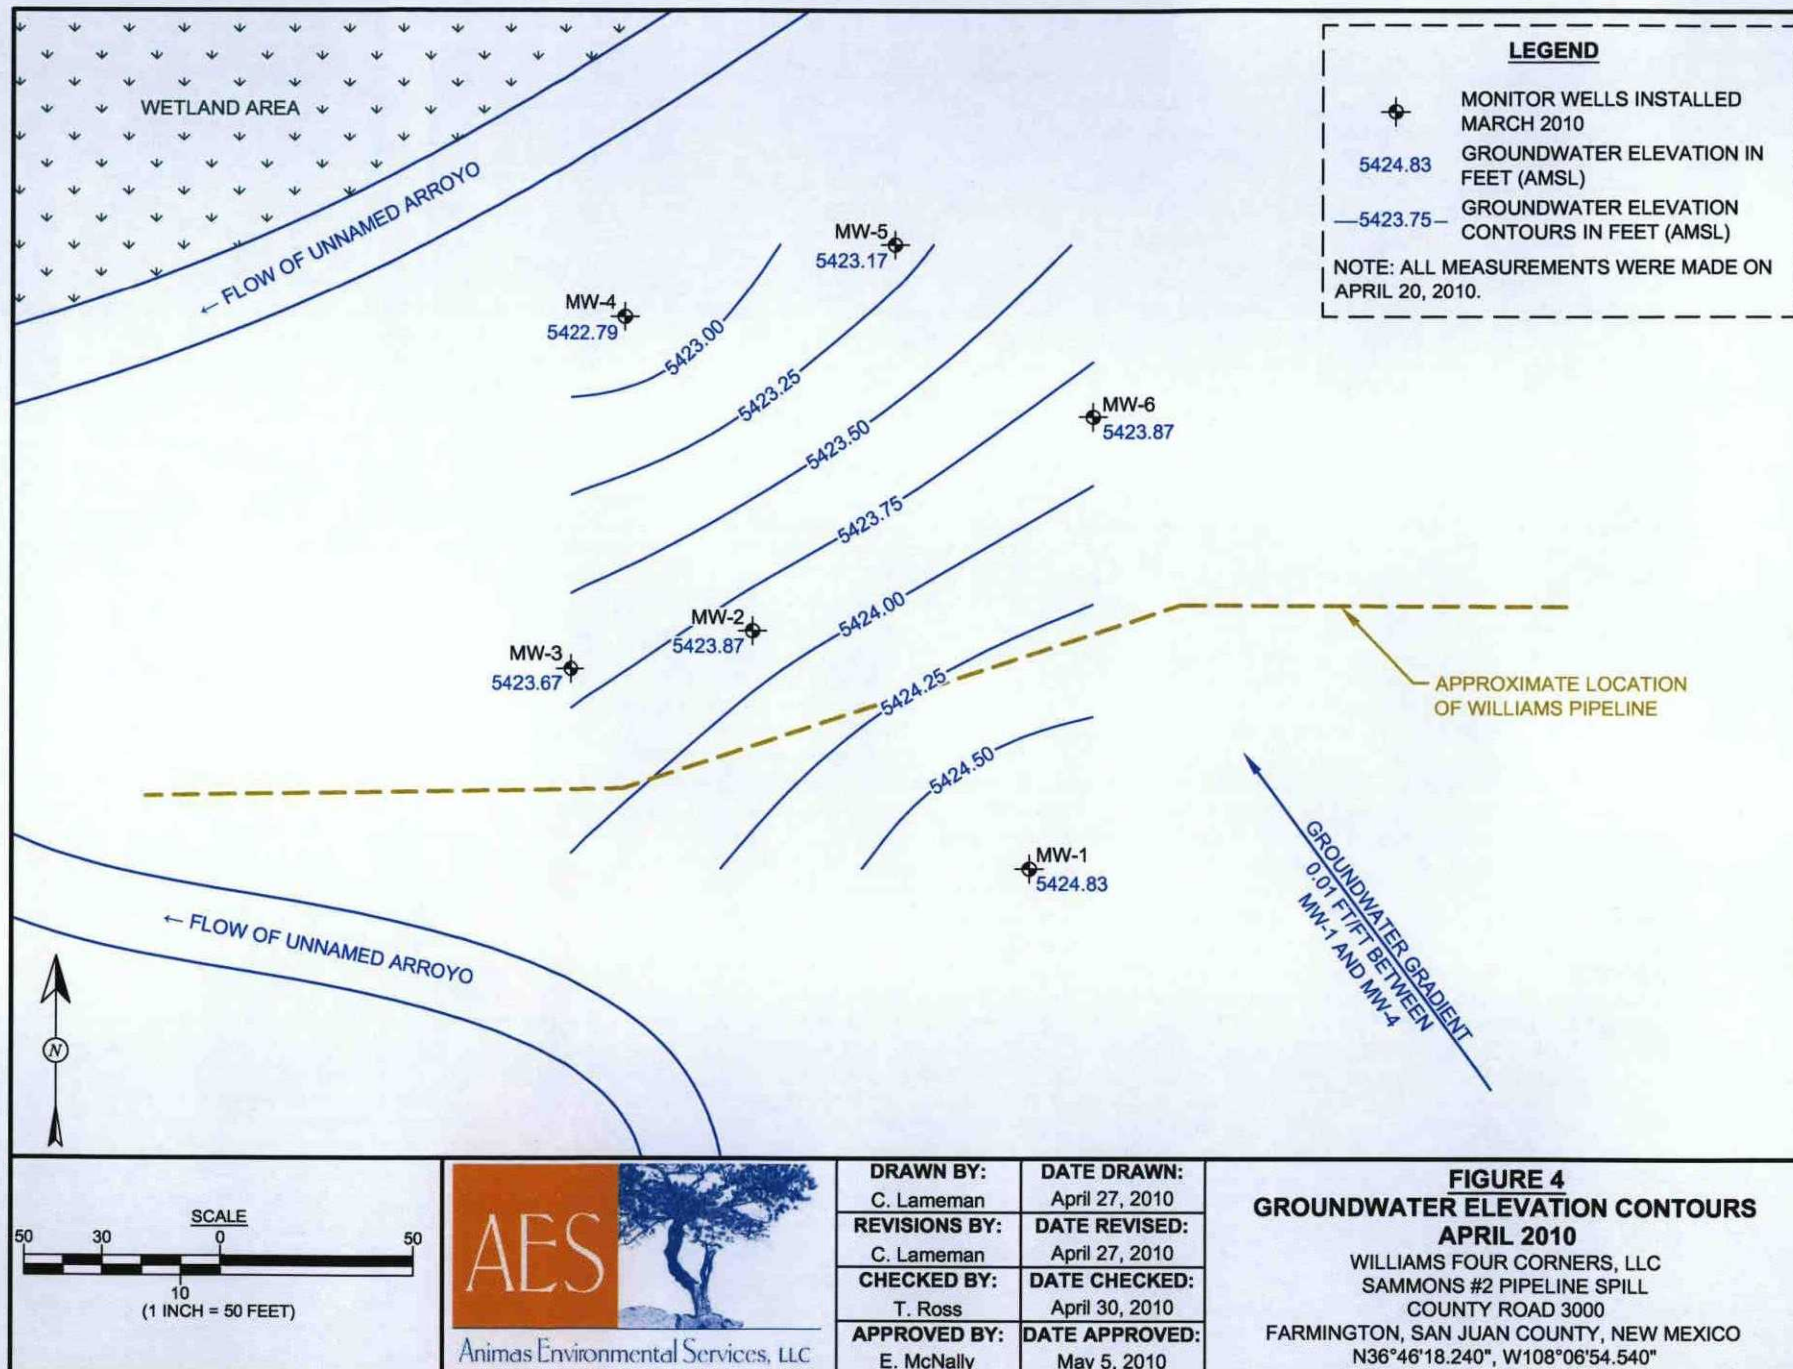 WETLAND AREA
← FLOW OF UNNAMED ARROYO
MW-5
5423.17
MW-4
5422.79
5423.00
5423.25
5423.50
5423.75
5424.00
5424.25
5424.50
MW-6
5423.87
MW-2
5423.87
MW-3
5423.67
MW-1
5424.83
← FLOW OF UNNAMED ARROYO
APPROXIMATE LOCATION
OF WILLIAMS PIPELINE
GROUNDWATER GRADIENT
0.01 FT/FT BETWEEN
MW-1 AND MW-4
N
LEGEND
MONITOR WELLS INSTALLED
MARCH 2010
5424.83 GROUNDWATER ELEVATION IN
FEET (AMSL)
5423.75 GROUNDWATER ELEVATION
CONTOURS IN FEET (AMSL)
NOTE: ALL MEASUREMENTS WERE MADE ON
APRIL 20, 2010.
SCALE
50 30 0 50
10
(1 INCH = 50 FEET)
AES
Animas Environmental Services, LLC
DRAWN BY: DATE DRAWN:
C. Lameman April 27, 2010
REVISIONS BY: DATE REVISED:
C. Lameman April 27, 2010
CHECKED BY: DATE CHECKED:
T. Ross April 30, 2010
APPROVED BY: DATE APPROVED:
E. McNally May 5, 2010
FIGURE 4
GROUNDWATER ELEVATION CONTOURS
APRIL 2010
WILLIAMS FOUR CORNERS, LLC
SAMMONS #2 PIPELINE SPILL
COUNTY ROAD 3000
FARMINGTON, SAN JUAN COUNTY, NEW MEXICO
N36°46'18.240", W108°06'54.540"